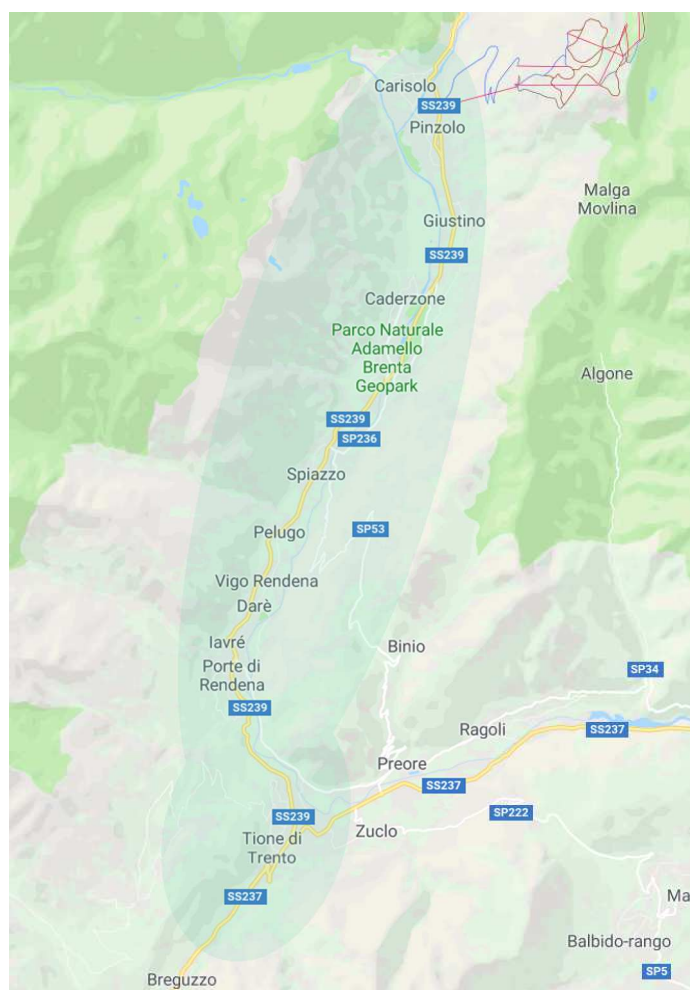 Carisolo
SS239
Pinzolo
Malga
Movlina
Giustino
SS239
Caderzone
Parco Naturale
Adamello
Brenta
Geopark
Algone
SS239
SP236
Spiazzo
SP53
Pelugo
Vigo Rendena
Darè
Iavré
Binio
Porte di
Rendena
SP34
SS239
Ragoli
SS237
Preore
SS237
SS239
SP222
Zuclo
Tione di
Trento
SS237
Ma
Balbido-rango
SP5
Breguzzo